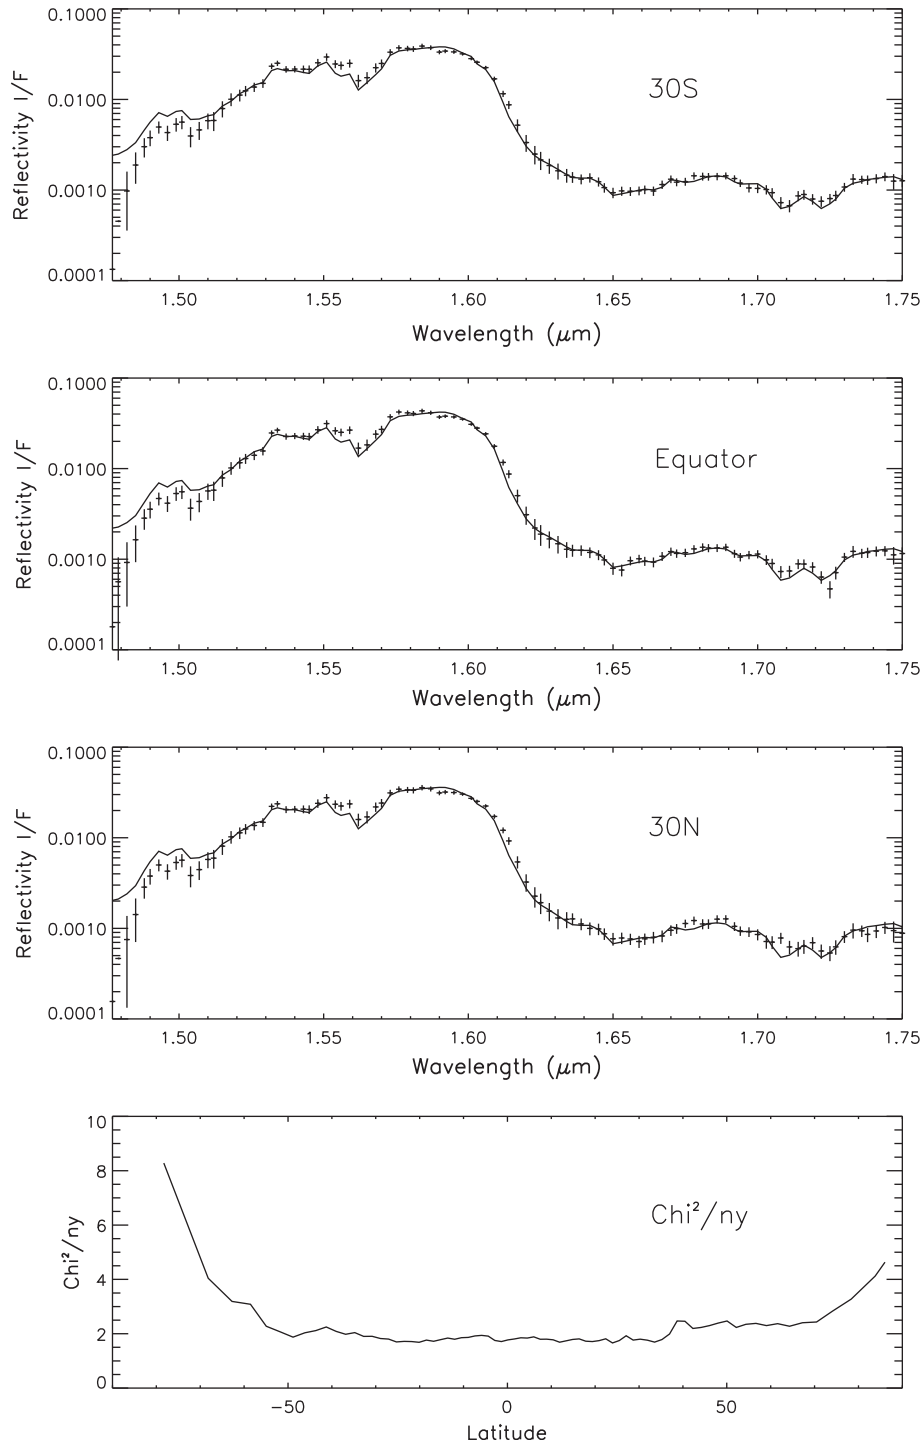 0.1000
0.0100
0.0010
0.0001
Reflectivity I/F
30S
1.50 1.55 1.60 1.65 1.70 1.75
Wavelength (μm)
0.1000
0.0100
0.0010
0.0001
Reflectivity I/F
Equator
1.50 1.55 1.60 1.65 1.70 1.75
Wavelength (μm)
0.1000
0.0100
0.0010
0.0001
Reflectivity I/F
30N
1.50 1.55 1.60 1.65 1.70 1.75
Wavelength (μm)
10
8
6
4
2
0
Chi²/ny
Chi²/ny
−50 0 50
Latitude